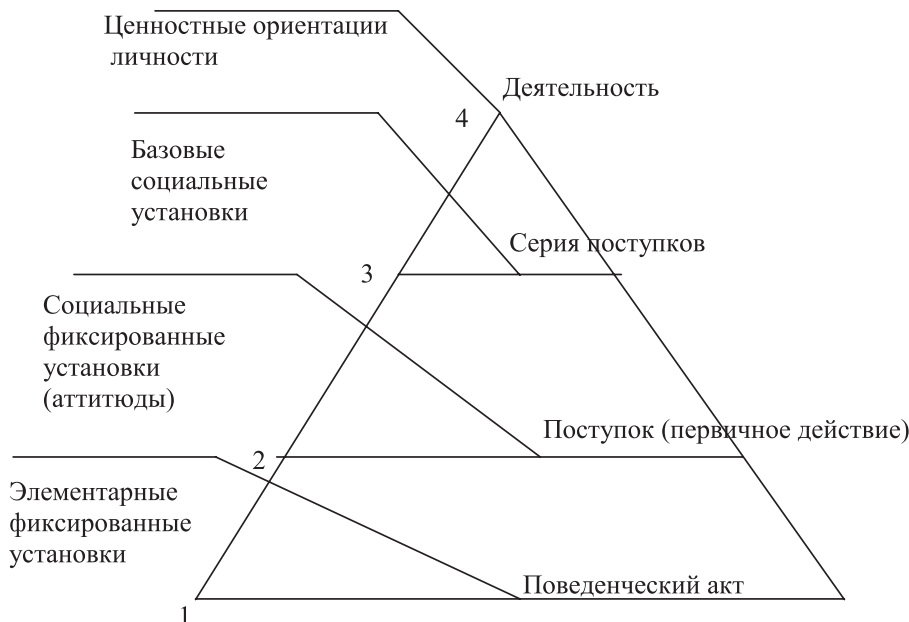 Ценностные ориентации
личности
Деятельность
4
Базовые
социальные
установки
Серия поступков
3
Социальные
фиксированные
установки
(аттитюды)
Поступок (первичное действие)
2
Элементарные
фиксированные
установки
Поведенческий акт
1